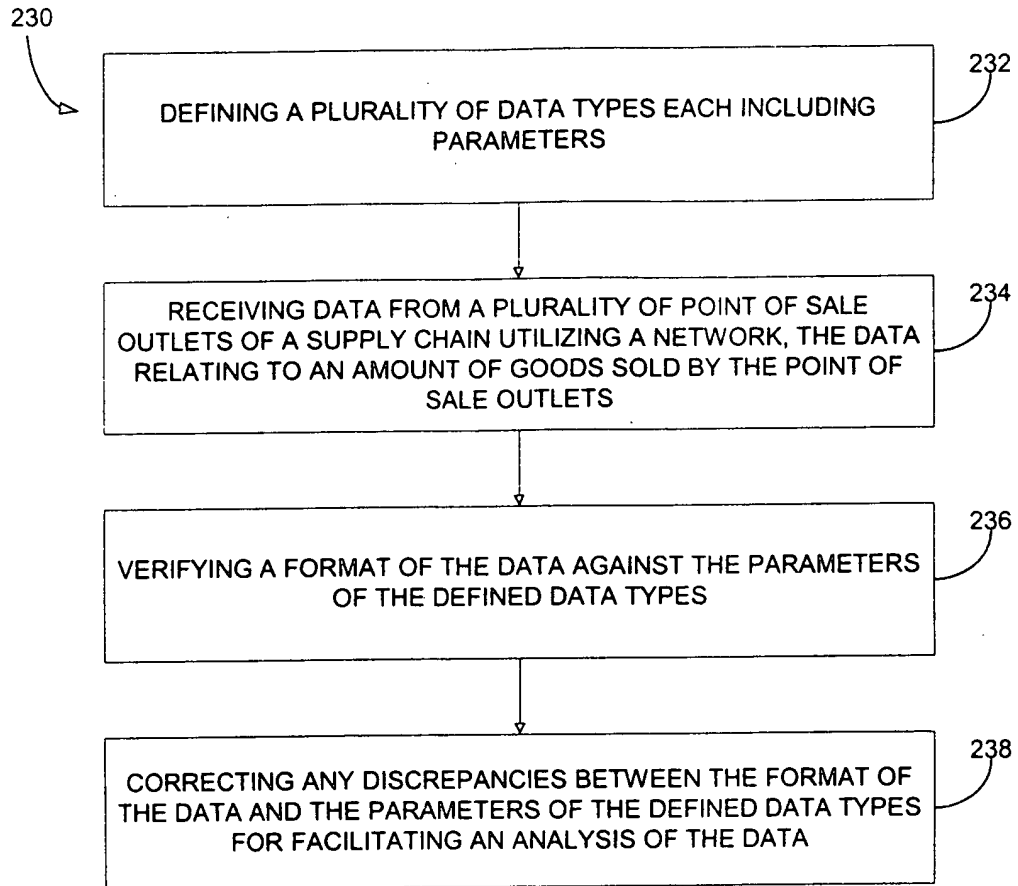 230
232
DEFINING A PLURALITY OF DATA TYPES EACH INCLUDING
PARAMETERS
234
RECEIVING DATA FROM A PLURALITY OF POINT OF SALE
OUTLETS OF A SUPPLY CHAIN UTILIZING A NETWORK, THE DATA
RELATING TO AN AMOUNT OF GOODS SOLD BY THE POINT OF
SALE OUTLETS
236
VERIFYING A FORMAT OF THE DATA AGAINST THE PARAMETERS
OF THE DEFINED DATA TYPES
238
CORRECTING ANY DISCREPANCIES BETWEEN THE FORMAT OF
THE DATA AND THE PARAMETERS OF THE DEFINED DATA TYPES
FOR FACILITATING AN ANALYSIS OF THE DATA